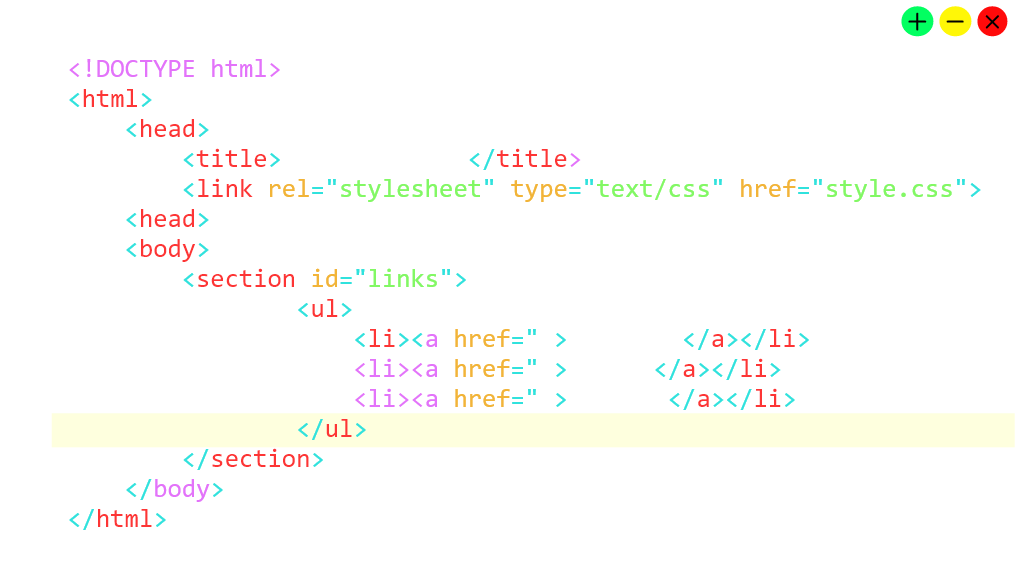 <!DOCTYPE html>
<html>
<head>
<title> </title>
<link rel="stylesheet" type="text/css" href="style.css">
<head>
<body>
<section id="links">
<ul>
<li><a href=" > </a></li>
<li><a href=" > </a></li>
<li><a href=" > </a></li>
</ul>
</section>
</body>
</html>